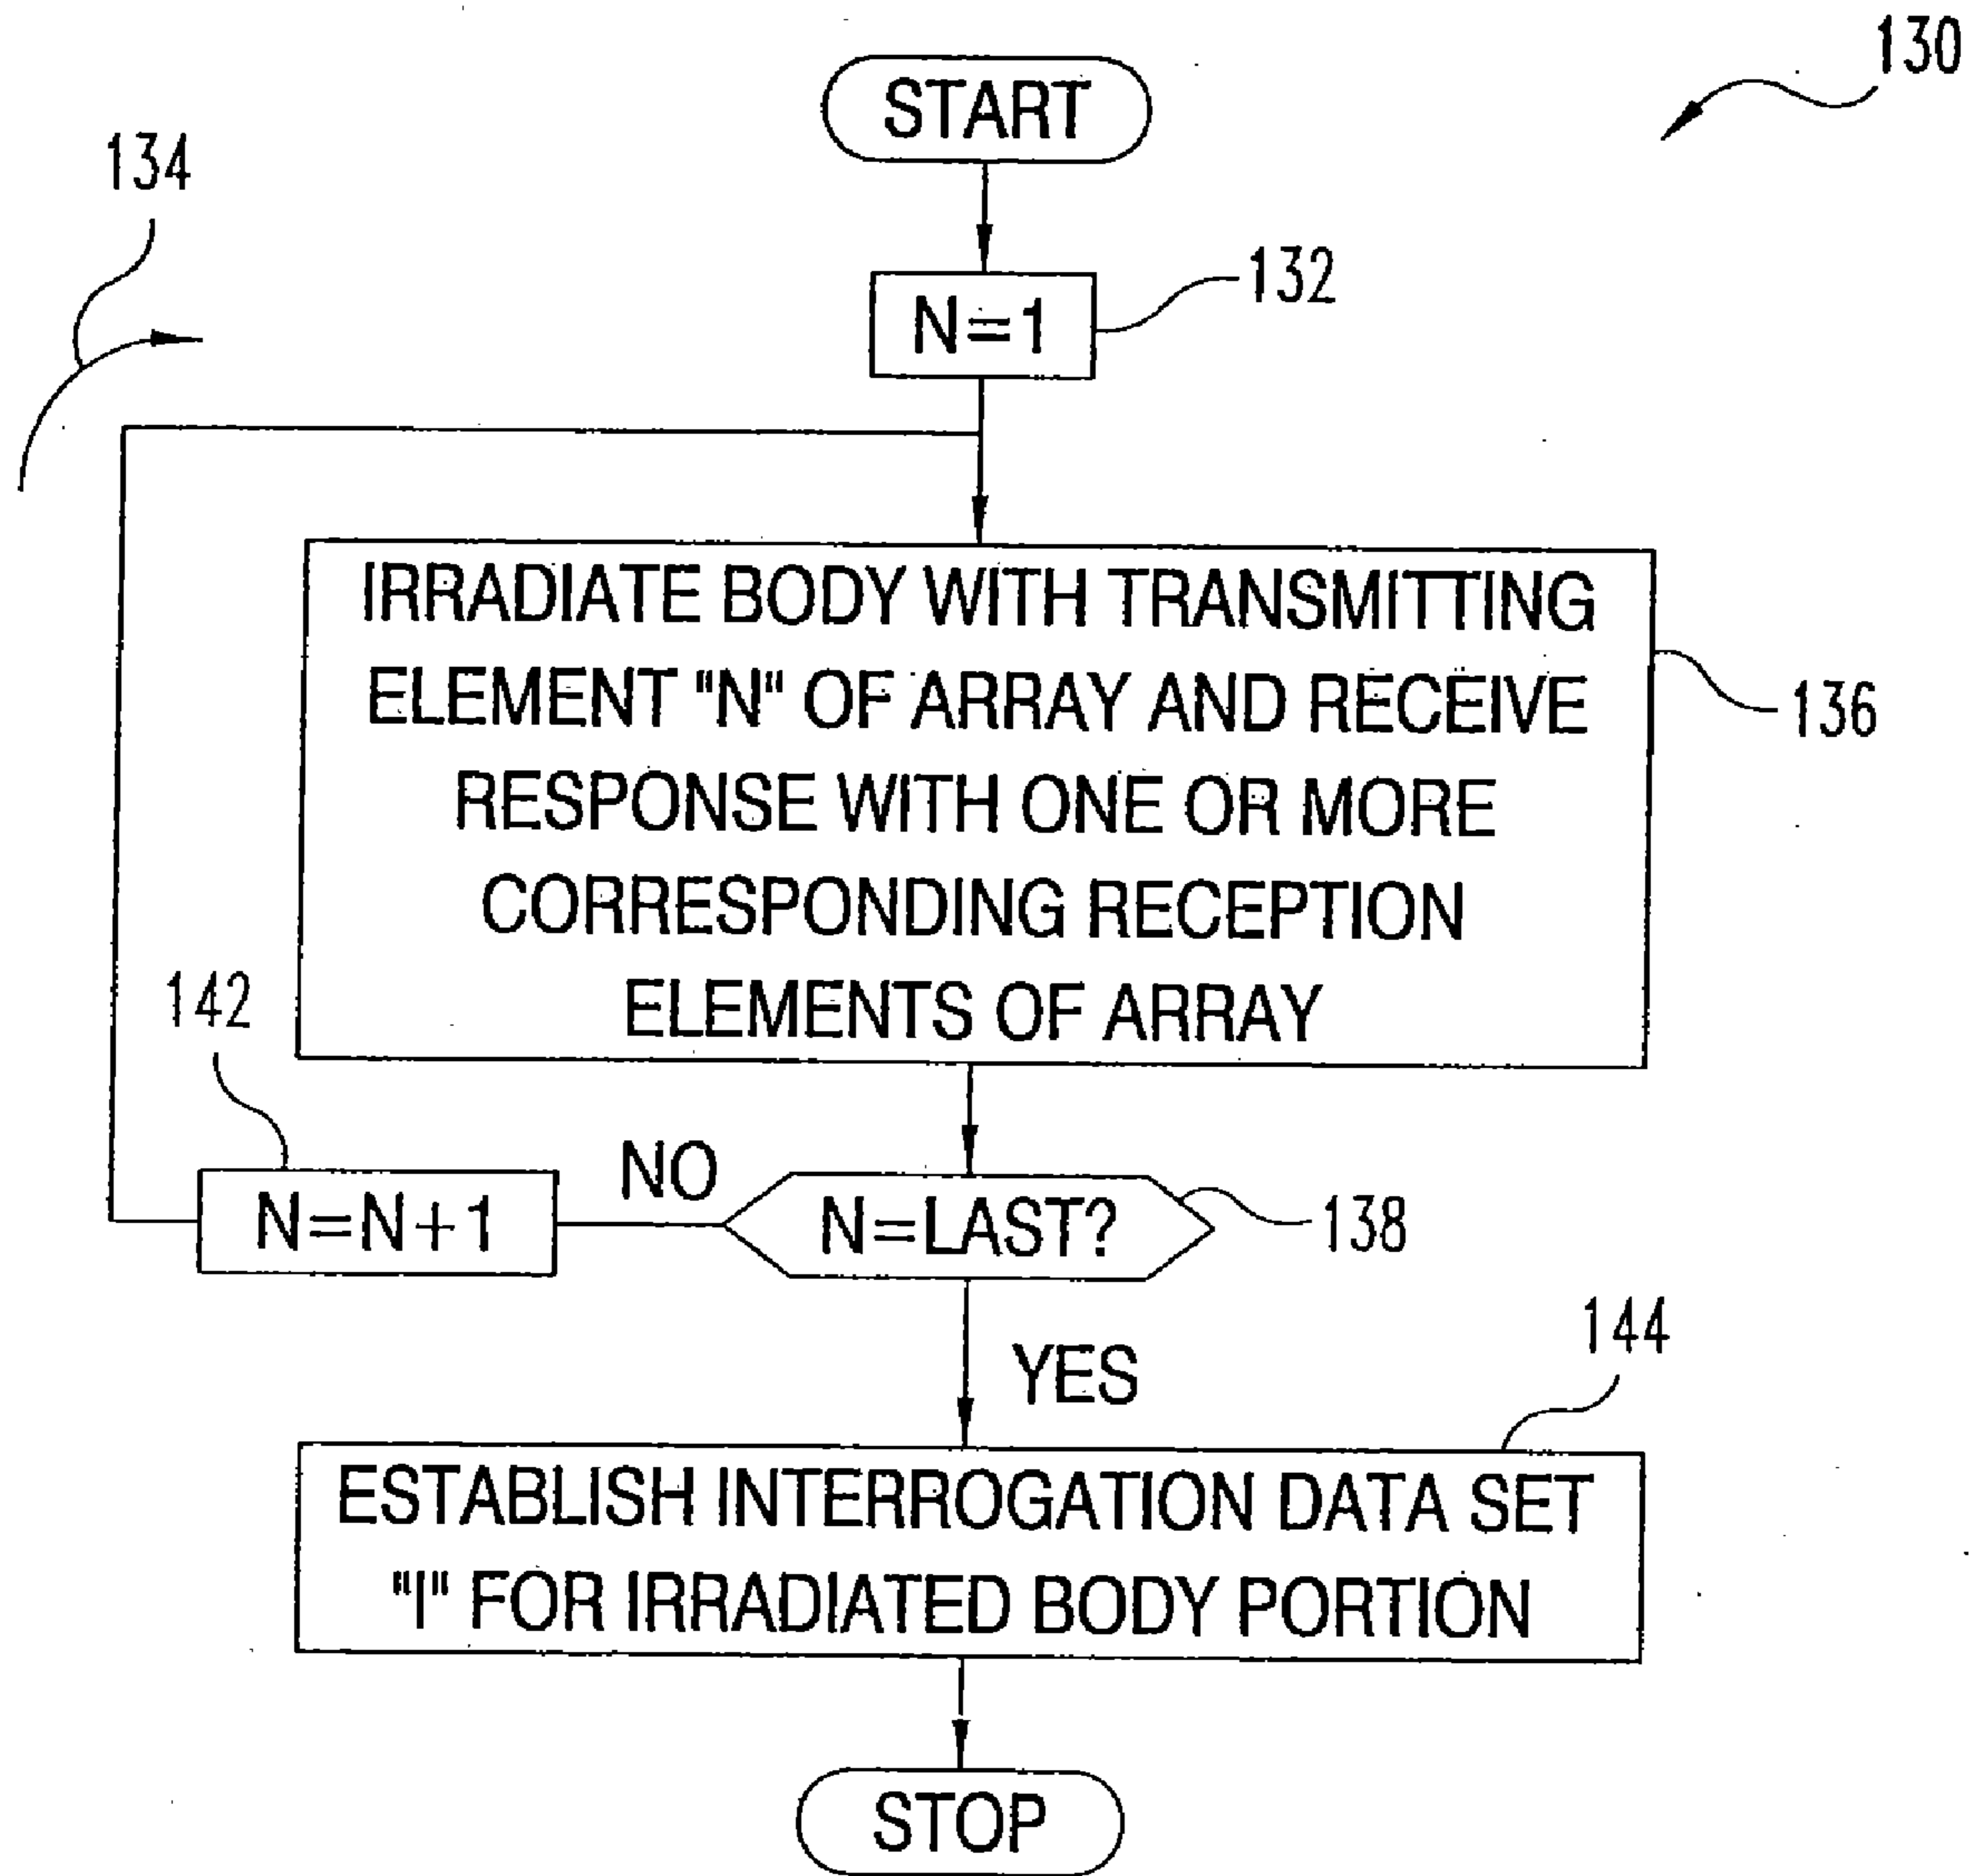 130
START
134
132
N=1
IRRADIATE BODY WITH TRANSMITTING
ELEMENT "N" OF ARRAY AND RECEIVE
RESPONSE WITH ONE OR MORE
CORRESPONDING RECEPTION
ELEMENTS OF ARRAY
136
142
NO
N=N+1
N=LAST?
138
YES
144
ESTABLISH INTERROGATION DATA SET
"I" FOR IRRADIATED BODY PORTION
STOP